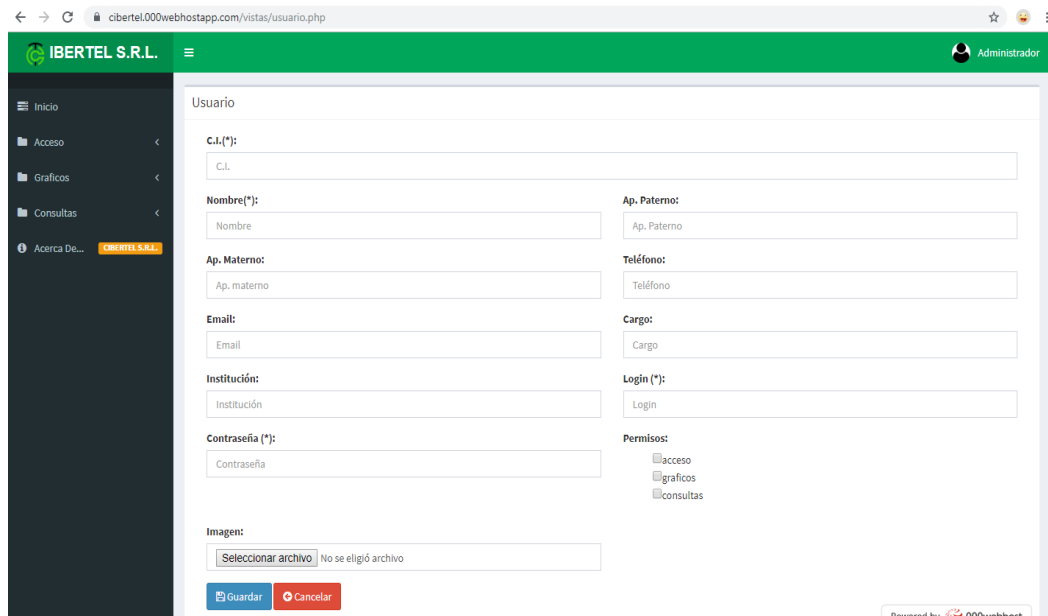 cibertel.000webhostapp.com/vistas/usuario.php
IBERTEL S.R.L.
Administrador
Inicio
Acceso
Graficos
Consultas
Acerca De... CIBERTEL S.R.L.
Usuario
C.I.(*):
C.I.
Nombre(*): Ap. Paterno:
Nombre Ap. Paterno
Ap. Materno: Teléfono:
Ap. materno Teléfono
Email: Cargo:
Email Cargo
Institución: Login (*):
Institución Login
Contraseña (*): Permisos:
Contraseña
acceso
graficos
consultas
Imagen:
Seleccionar archivo No se eligió archivo
Guardar Cancelar
Powered by 000webhost